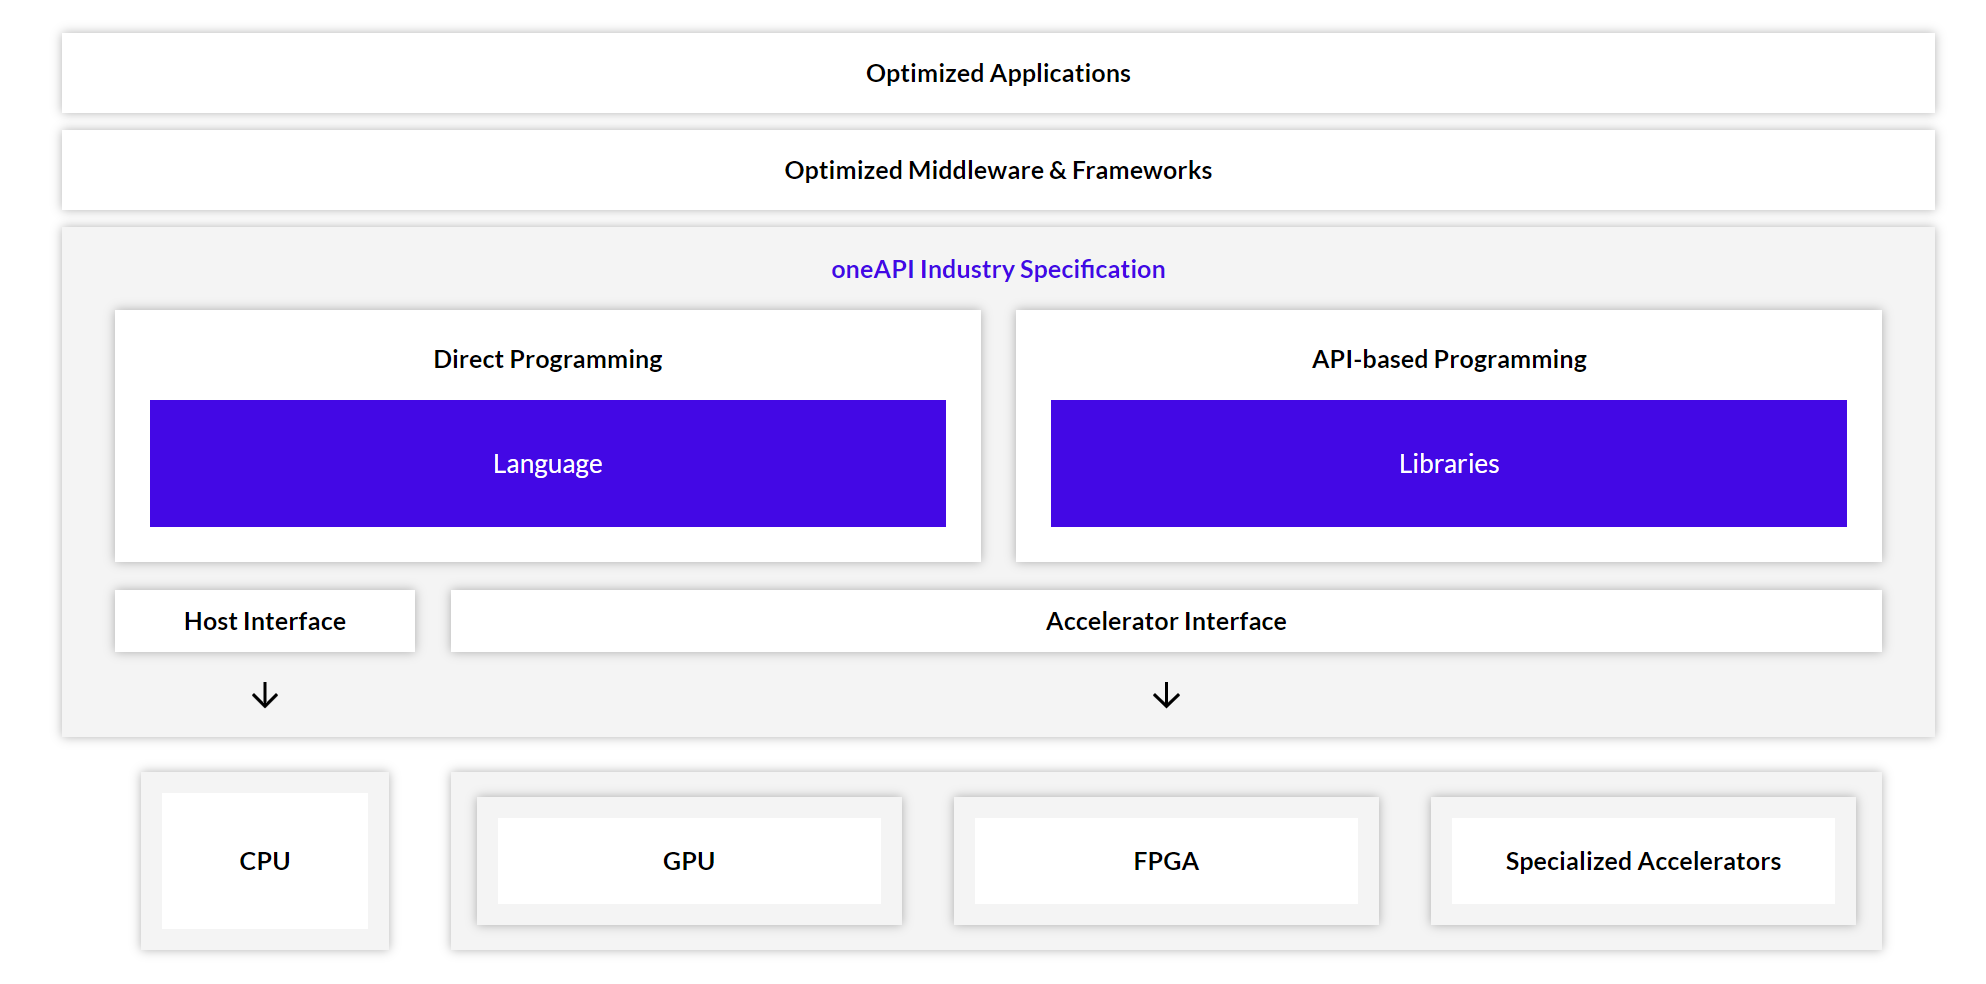 Optimized Applications
Optimized Middleware & Frameworks
oneAPI Industry Specification
Direct Programming
Language
API-based Programming
Libraries
Host Interface
Accelerator Interface
CPU
GPU
FPGA
Specialized Accelerators